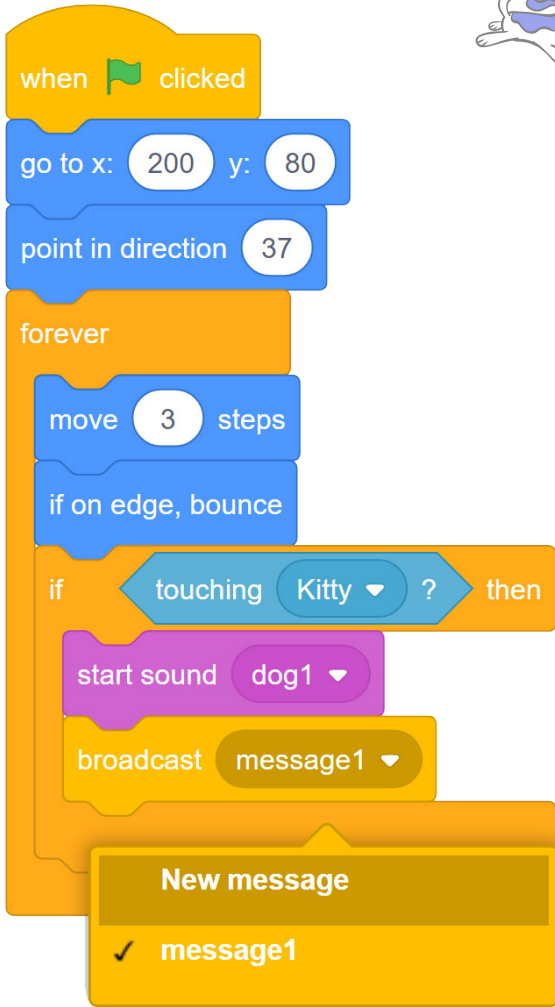 when clicked
go to x: 200 y: 80
point in direction 37
forever
move 3 steps
if on edge, bounce
if touching Kitty ? then
start sound dog1
broadcast message1
New message
✓ message1